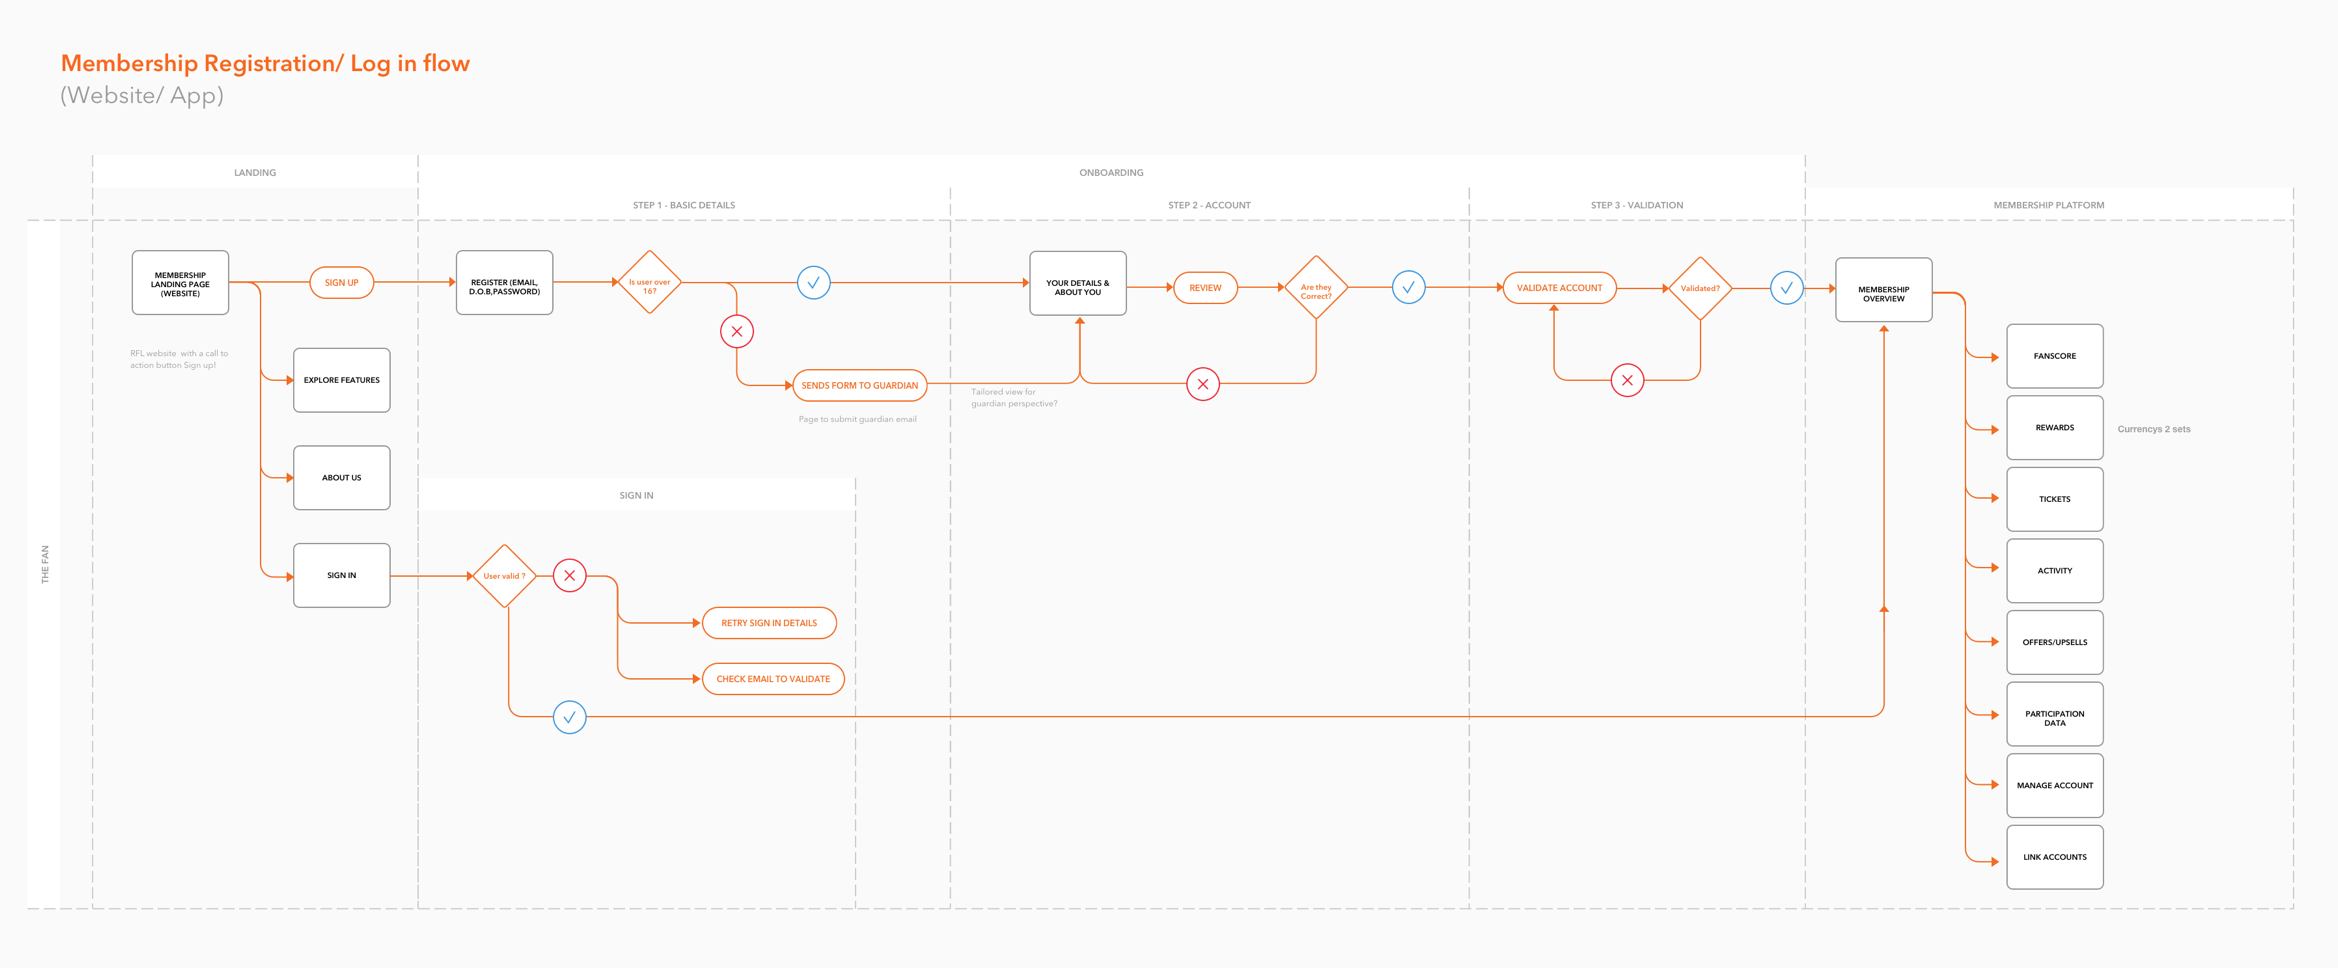 Membership Registration/ Log in flow
(Website/ App)
LANDING
ONBOARDING
STEP 1 - BASIC DETAILS
STEP 2 - ACCOUNT
STEP 3 - VALIDATION
MEMBERSHIP PLATFORM
THE FAN
MEMBERSHIP
LANDING PAGE
(WEBSITE)
SIGN UP
RFL website with a call to
action button Sign up!
EXPLORE FEATURES
ABOUT US
SIGN IN
REGISTER (EMAIL,
D.O.B,PASSWORD)
Is user over
16?
SENDS FORM TO GUARDIAN
Page to submit guardian email
Tailored view for
guardian perspective?
YOUR DETAILS &
ABOUT YOU
REVIEW
Are they
Correct?
VALIDATE ACCOUNT
Validated?
MEMBERSHIP
OVERVIEW
SIGN IN
User valid ?
RETRY SIGN IN DETAILS
CHECK EMAIL TO VALIDATE
FANSCORE
REWARDS
Currencys 2 sets
TICKETS
ACTIVITY
OFFERS/UPSELLS
PARTICIPATION
DATA
MANAGE ACCOUNT
LINK ACCOUNTS